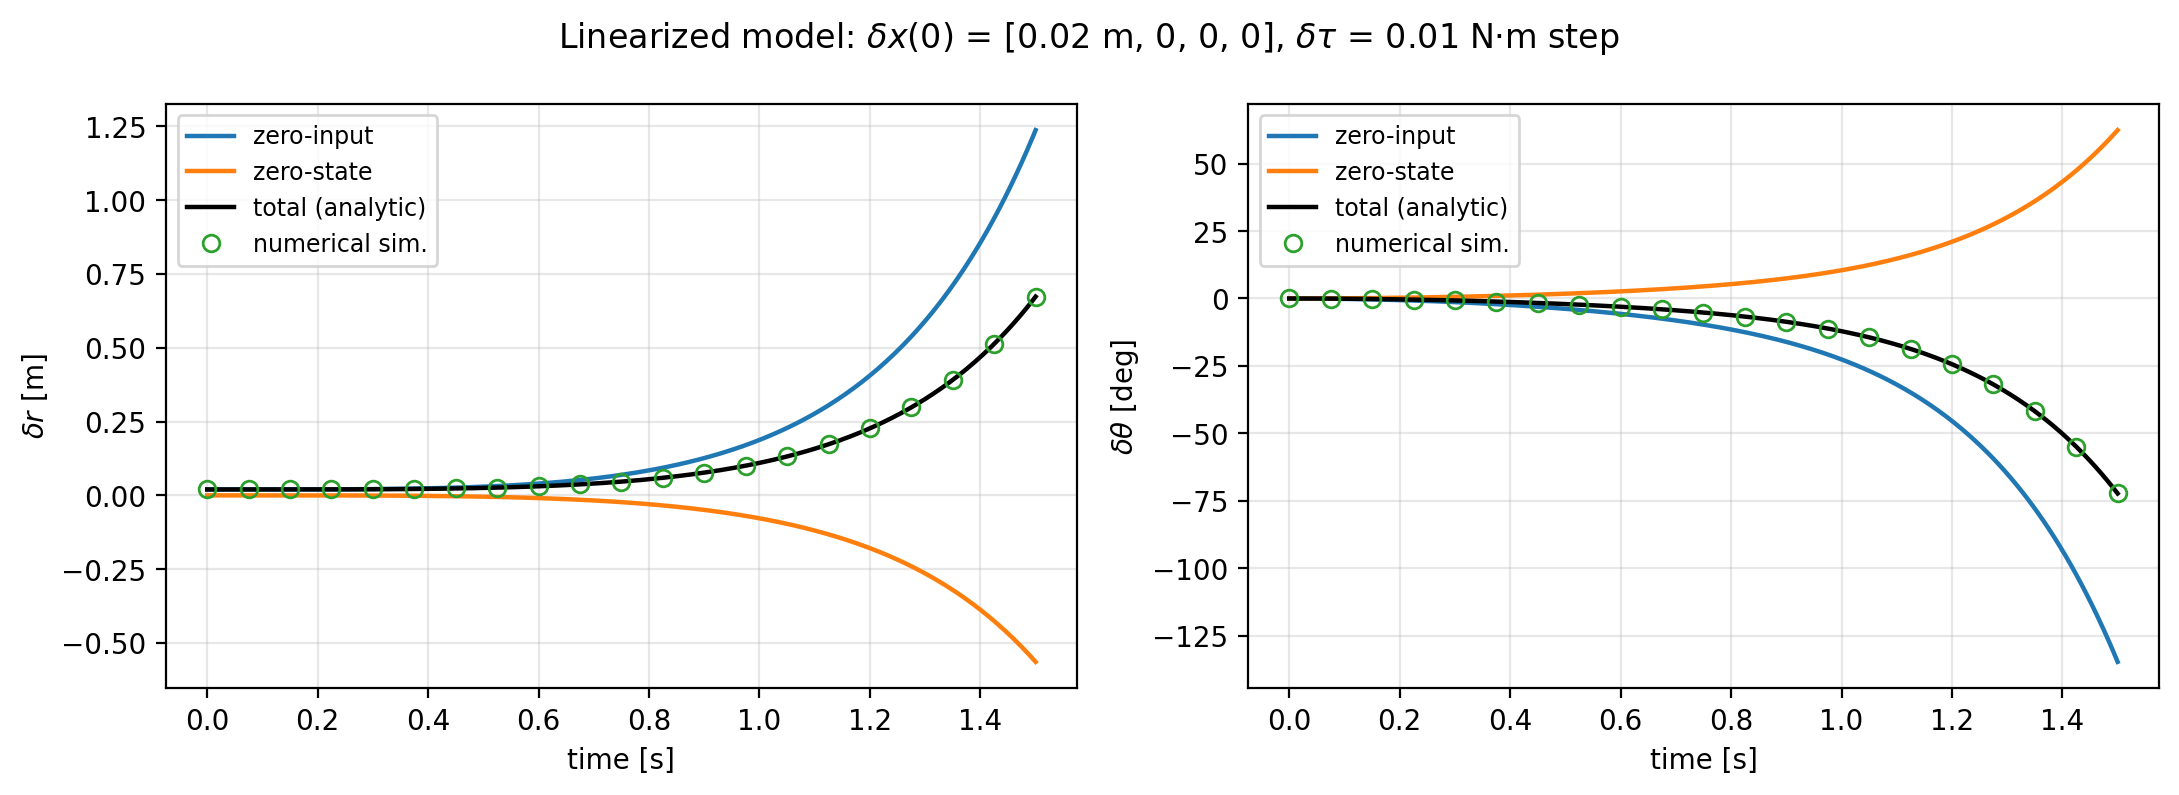 Linearized model: δx(0) = [0.02 m, 0, 0, 0], δτ = 0.01 N·m step
zero-input
zero-state
total (analytic)
numerical sim.
1.25
1.00
0.75
0.50
0.25
0.00
−0.25
−0.50
δr [m]
0.0 0.2 0.4 0.6 0.8 1.0 1.2 1.4
time [s]
zero-input
zero-state
total (analytic)
numerical sim.
50
25
0
−25
−50
−75
−100
−125
δθ [deg]
0.0 0.2 0.4 0.6 0.8 1.0 1.2 1.4
time [s]